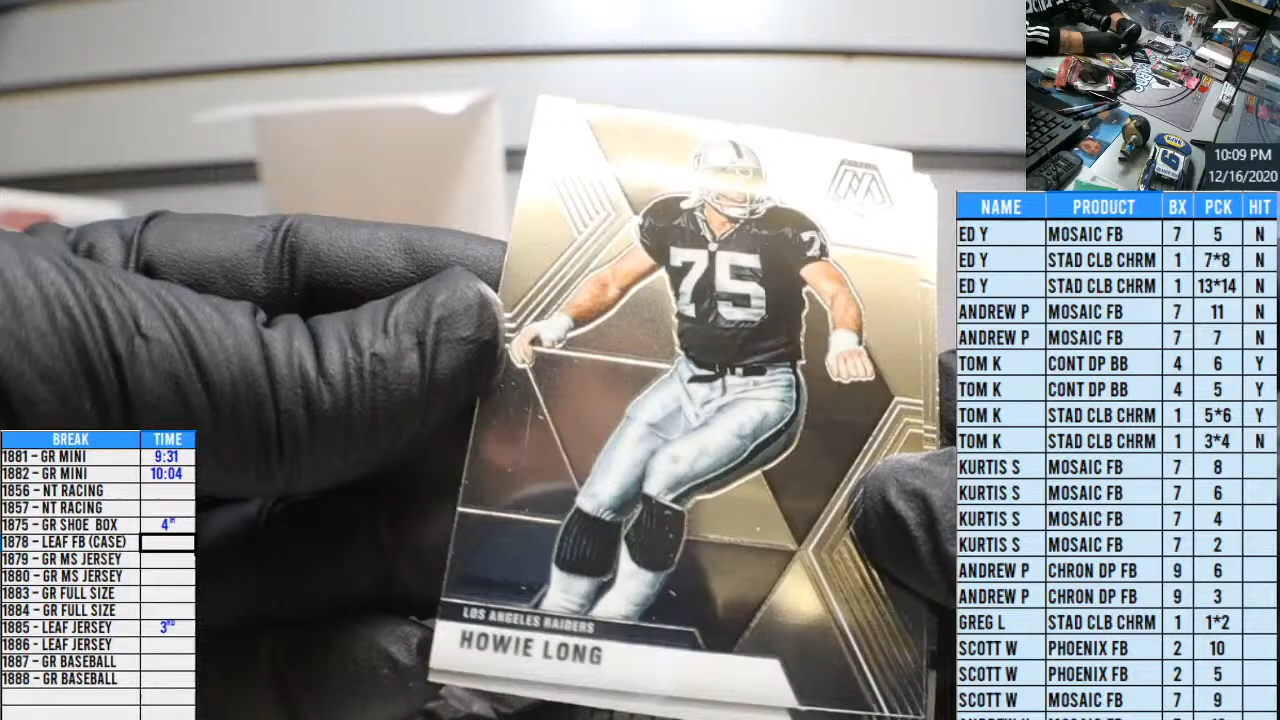 75
7
LOS ANGELES RAIDERS
HOWIE LONG
10:09 PM
12/16/2020
NAME PRODUCT BX PCK HIT
ED Y MOSAIC FB 7 5 N
ED Y STAD CLB CHRM 1 7*8 N
ED Y STAD CLB CHRM 1 13*14 N
ANDREW P MOSAIC FB 7 11 N
ANDREW P MOSAIC FB 7 7 N
TOM K CONT DP BB 4 6 Y
TOM K CONT DP BB 4 5 Y
TOM K STAD CLB CHRM 1 5*6 Y
TOM K STAD CLB CHRM 1 3*4 N
KURTIS S MOSAIC FB 7 8
KURTIS S MOSAIC FB 7 6
KURTIS S MOSAIC FB 7 4
KURTIS S MOSAIC FB 7 2
ANDREW P CHRON DP FB 9 6
ANDREW P CHRON DP FB 9 3
GREG L STAD CLB CHRM 1 1*2
SCOTT W PHOENIX FB 2 10
SCOTT W PHOENIX FB 2 5
SCOTT W MOSAIC FB 7 9
BREAK TIME
1881 - GR MINI 9:31
1882 - GR MINI 10:04
1856 - NT RACING
1857 - NT RACING
1875 - GR SHOE BOX 4TH
1878 - LEAF FB (CASE)
1879 - GR MS JERSEY
1880 - GR MS JERSEY
1883 - GR FULL SIZE
1884 - GR FULL SIZE
1885 - LEAF JERSEY 3RD
1886 - LEAF JERSEY
1887 - GR BASEBALL
1888 - GR BASEBALL